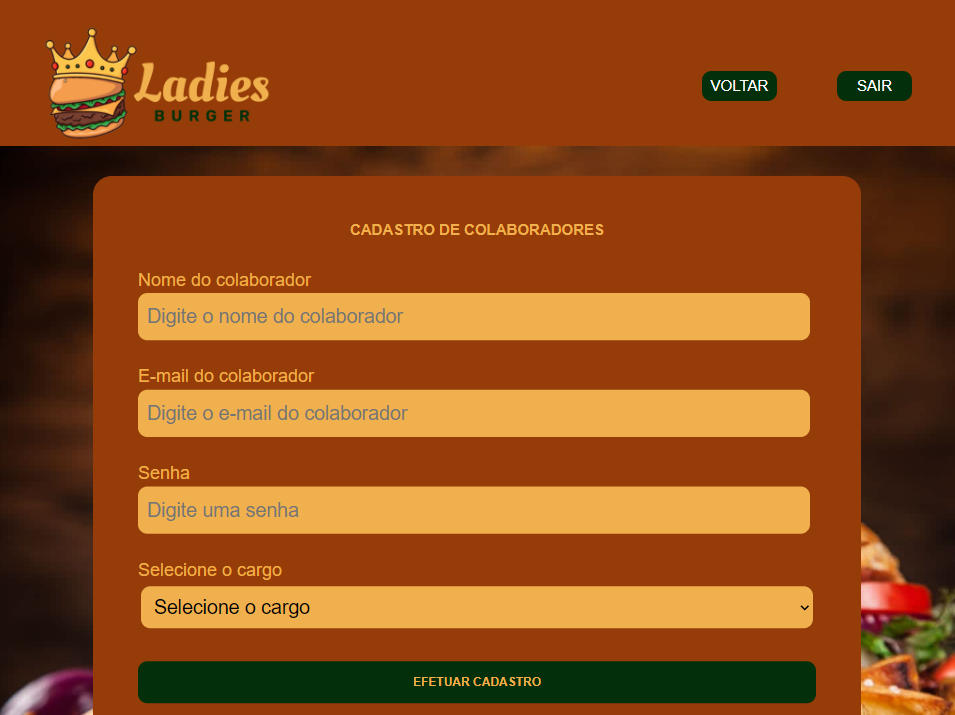 Ladies
BURGER
VOLTAR
SAIR
CADASTRO DE COLABORADORES
Nome do colaborador
Digite o nome do colaborador
E-mail do colaborador
Digite o e-mail do colaborador
Senha
Digite uma senha
Selecione o cargo
Selecione o cargo
EFETUAR CADASTRO